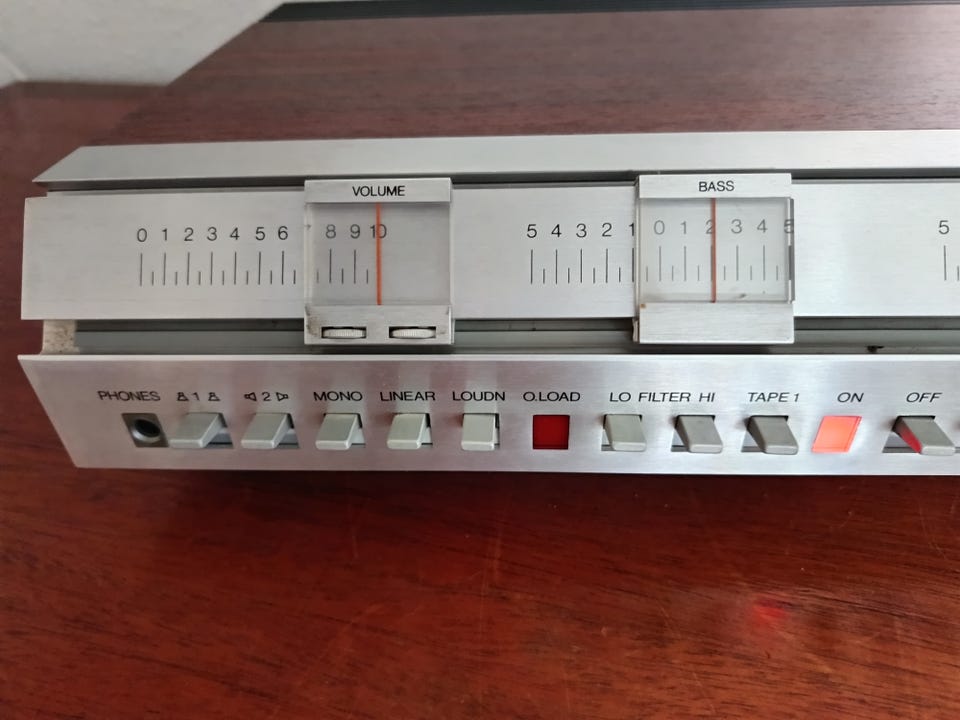 VOLUME
BASS
0 1 2 3 4 5 6 8 9 10
5 4 3 2 1 0 1 2 3 4 5
5
PHONES 1 2 MONO LINEAR LOUDN O.LOAD LO FILTER HI TAPE 1 ON OFF